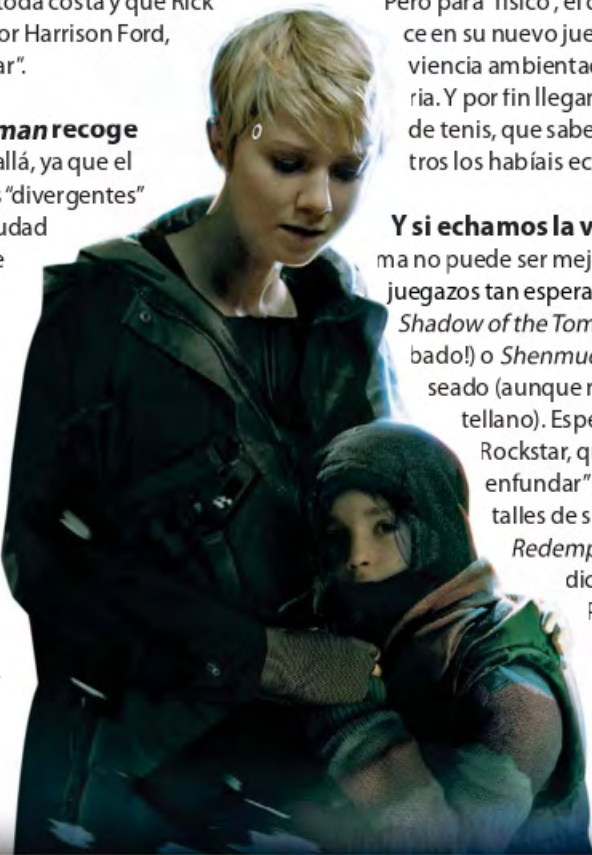 toda costa y que Rick
or Harrison Ford,
ar".
man recoge
allá, ya que el
"divergentes"
udad
e
Pero para "físico", el
ce en su nuevo jue
viencia ambientad
ria. Y por fin llegar
de tenis, que sabe
tros los habíais ec
Y si echamos la v
ma no puede ser mej
juegazos tan espera
Shadow of the Tom
bado!) o Shenmu
seado (aunque
tellano). Espe
Rockstar, q
enfundar"
talles de s
Redemp
dic